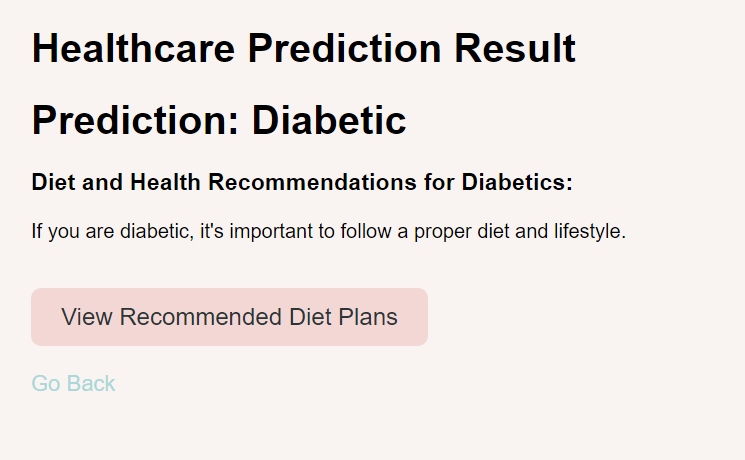 Healthcare Prediction Result
Prediction: Diabetic
Diet and Health Recommendations for Diabetics:
If you are diabetic, it's important to follow a proper diet and lifestyle.
View Recommended Diet Plans
Go Back